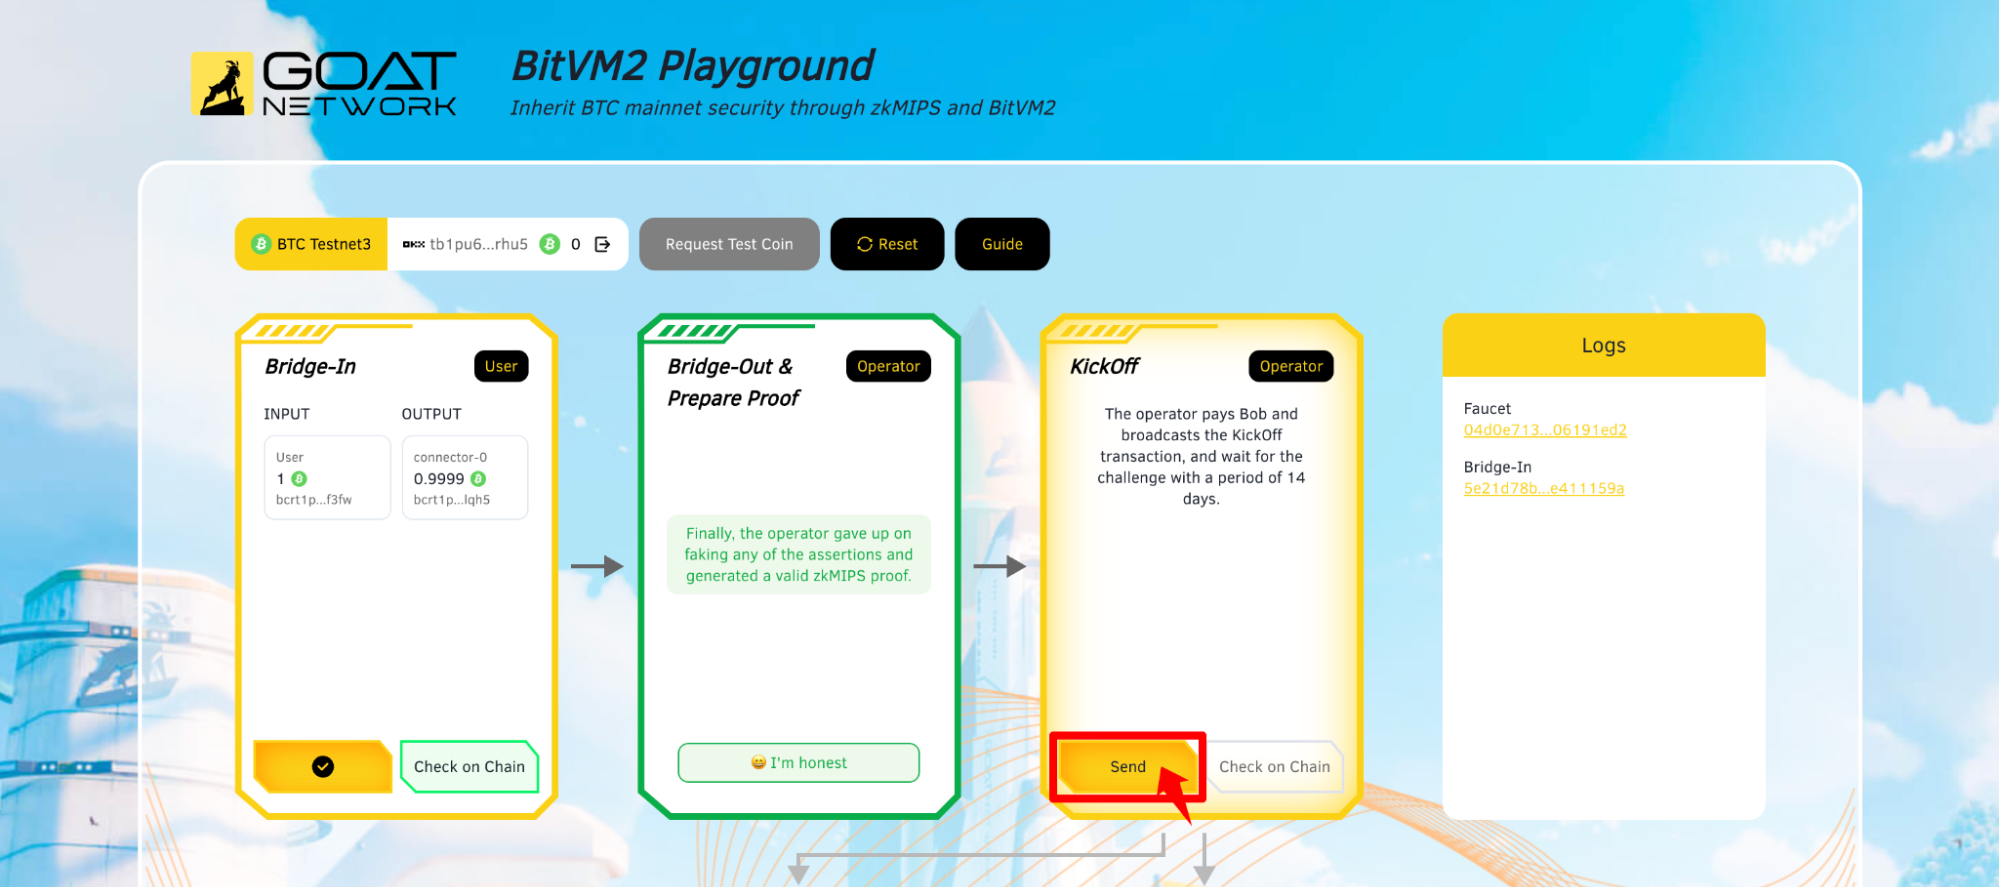 GOAT
NETWORK
BitVM2 Playground
Inherit BTC mainnet security through zkMIPS and BitVM2
BTC Testnet3
OKX tb1pu6...rhu5 0
Request Test Coin
Reset
Guide
Bridge-In
User
INPUT
OUTPUT
User
1
bcrt1p...f3fw
connector-0
0.9999
bcrt1p...lqh5
Check on Chain
Bridge-Out &
Prepare Proof
Operator
Finally, the operator gave up on
faking any of the assertions and
generated a valid zkMIPS proof.
I'm honest
KickOff
Operator
The operator pays Bob and
broadcasts the KickOff
transaction, and wait for the
challenge with a period of 14
days.
Send
Check on Chain
Logs
Faucet
04d0e713...06191ed2
Bridge-In
5e21d78b...e411159a